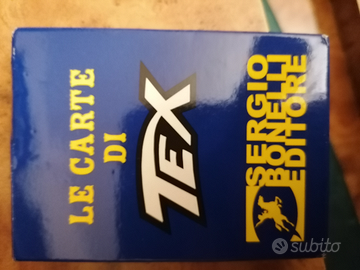 LE CARTE
DI
TEX
SERGIO
BONELLI
EDITORE
subito